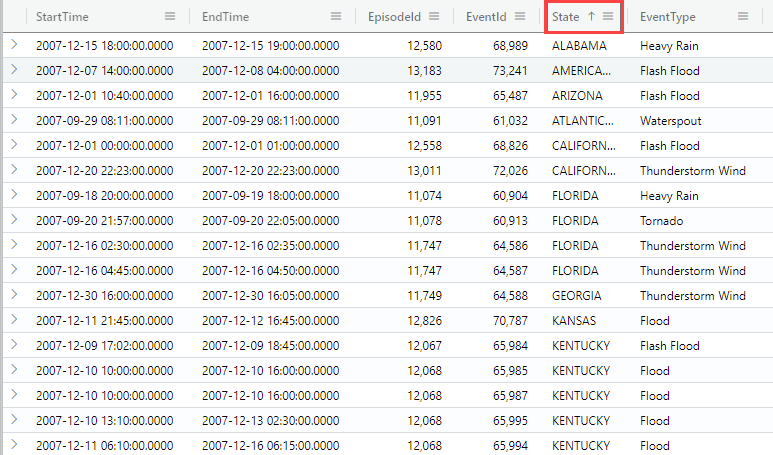 StartTime EndTime EpisodeId EventId State ↑ EventType
2007-12-15 18:00:00.0000 2007-12-15 19:00:00.0000 12,580 68,989 ALABAMA Heavy Rain
2007-12-07 14:00:00.0000 2007-12-08 04:00:00.0000 13,183 73,241 AMERICA... Flash Flood
2007-12-01 10:40:00.0000 2007-12-01 16:00:00.0000 11,955 65,487 ARIZONA Flash Flood
2007-09-29 08:11:00.0000 2007-09-29 08:11:00.0000 11,091 61,032 ATLANTIC... Waterspout
2007-12-01 00:00:00.0000 2007-12-01 01:00:00.0000 12,558 68,826 CALIFORN... Flash Flood
2007-12-20 22:23:00.0000 2007-12-20 22:23:00.0000 13,011 72,026 CALIFORN... Thunderstorm Wind
2007-09-18 20:00:00.0000 2007-09-19 18:00:00.0000 11,074 60,904 FLORIDA Heavy Rain
2007-09-20 21:57:00.0000 2007-09-20 22:05:00.0000 11,078 60,913 FLORIDA Tornado
2007-12-16 02:30:00.0000 2007-12-16 02:35:00.0000 11,747 64,586 FLORIDA Thunderstorm Wind
2007-12-16 04:45:00.0000 2007-12-16 04:50:00.0000 11,747 64,587 FLORIDA Thunderstorm Wind
2007-12-30 16:00:00.0000 2007-12-30 16:05:00.0000 11,749 64,588 GEORGIA Thunderstorm Wind
2007-12-11 21:45:00.0000 2007-12-12 16:45:00.0000 12,826 70,787 KANSAS Flood
2007-12-09 17:02:00.0000 2007-12-09 18:45:00.0000 12,067 65,984 KENTUCKY Flash Flood
2007-12-10 10:00:00.0000 2007-12-10 16:00:00.0000 12,068 65,985 KENTUCKY Flood
2007-12-10 10:00:00.0000 2007-12-10 16:00:00.0000 12,068 65,987 KENTUCKY Flood
2007-12-10 13:10:00.0000 2007-12-13 02:30:00.0000 12,068 65,995 KENTUCKY Flood
2007-12-11 06:10:00.0000 2007-12-16 06:15:00.0000 12,068 65,994 KENTUCKY Flood